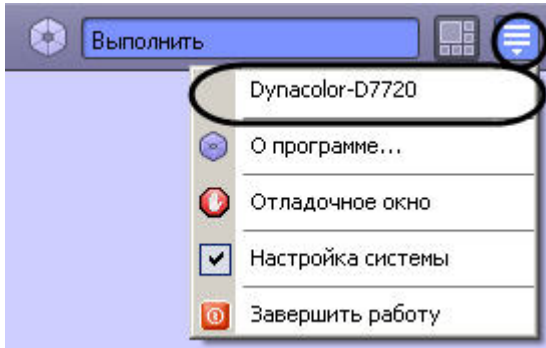 Выполнить
Dynacolor-D7720
О программе...
Отладочное окно
Настройка системы
Завершить работу